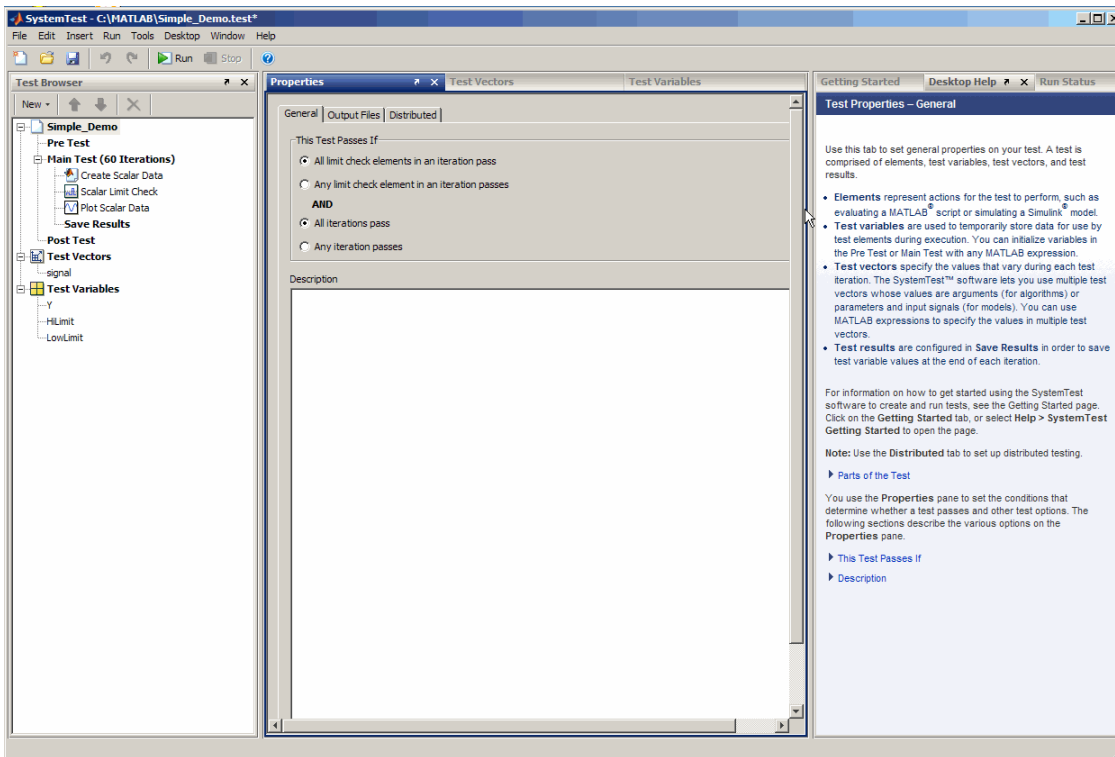 SystemTest - C:\MATLAB\Simple_Demo.test*
File Edit Insert Run Tools Desktop Window Help
Run Stop
Test Browser
New
Simple_Demo
Pre Test
Main Test (60 Iterations)
Create Scalar Data
Scalar Limit Check
Plot Scalar Data
Save Results
Post Test
Test Vectors
signal
Test Variables
Y
HiLimit
LowLimit
Properties Test Vectors Test Variables
General Output Files Distributed
This Test Passes If
All limit check elements in an iteration pass
Any limit check element in an iteration passes
AND
All iterations pass
Any iteration passes
Description
Getting Started Desktop Help Run Status
Test Properties – General
Use this tab to set general properties on your test. A test is
comprised of elements, test variables, test vectors, and test
results.
• Elements represent actions for the test to perform, such as
evaluating a MATLAB® script or simulating a Simulink® model.
• Test variables are used to temporarily store data for use by
test elements during execution. You can initialize variables in
the Pre Test or Main Test with any MATLAB expression.
• Test vectors specify the values that vary during each test
iteration. The SystemTest™ software lets you use multiple test
vectors whose values are arguments (for algorithms) or
parameters and input signals (for models). You can use
MATLAB expressions to specify the values in multiple test
vectors.
• Test results are configured in Save Results in order to save
test variable values at the end of each iteration.
For information on how to get started using the SystemTest
software to create and run tests, see the Getting Started page.
Click on the Getting Started tab, or select Help > SystemTest
Getting Started to open the page.
Note: Use the Distributed tab to set up distributed testing.
Parts of the Test
You use the Properties pane to set the conditions that
determine whether a test passes and other test options. The
following sections describe the various options on the
Properties pane.
This Test Passes If
Description